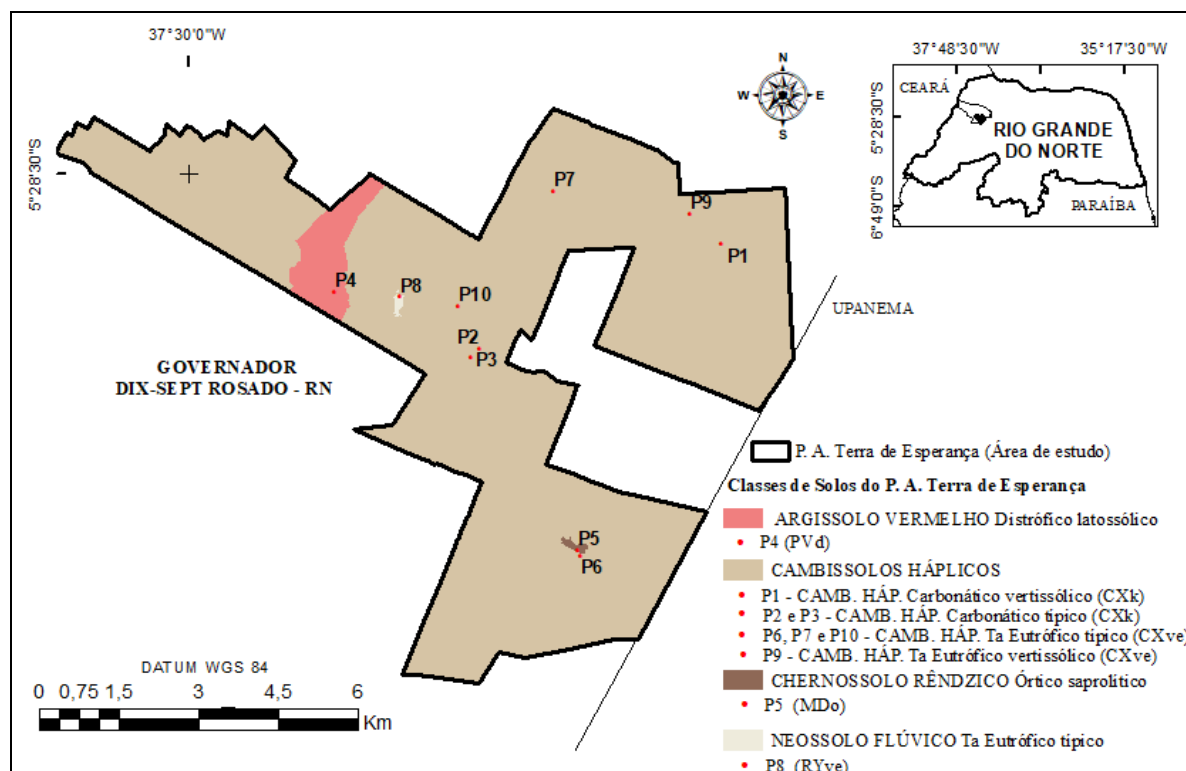 37°30'0"W
37°48'30"W
35°17'30"W
5°28'30"S
N
W
E
S
CEARÁ
RIO GRANDE
DO NORTE
PARAÍBA
5°28'30"S
6°49'0"S
P7
P9
P1
P4
P8
P10
P2
P3
UPANEMA
GOVERNADOR
DIX-SEPT ROSADO - RN
P5
P6
P. A. Terra de Esperança (Área de estudo)
Classes de Solos do P. A. Terra de Esperança
ARGISSOLO VERMELHO Distrófico latossólico
P4 (PVd)
CAMBISSOLOS HÁPLICOS
P1 - CAMB. HÁP. Carbonático vertissólico (CXk)
P2 e P3 - CAMB. HÁP. Carbonático típico (CXk)
P6, P7 e P10 - CAMB. HÁP. Ta Eutrófico típico (CXve)
P9 - CAMB. HÁP. Ta Eutrófico vertissólico (CXve)
CHERNOSSOLO RÊNDZICO Órtico saprolítico
P5 (MDo)
NEOSSOLO FLÚVICO Ta Eutrófico típico
P8 (RYve)
DATUM WGS 84
0 0,75 1,5 3 4,5 6
Km